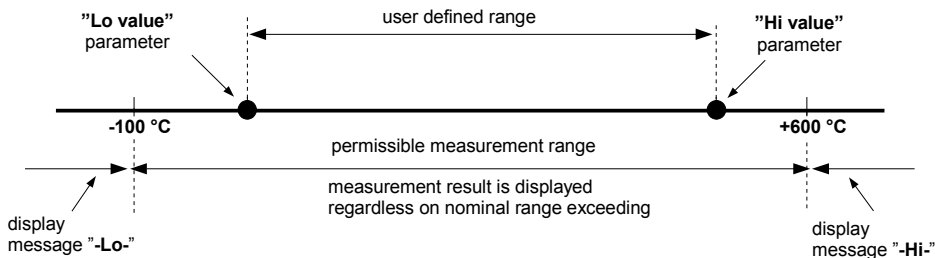 "Lo value"
parameter
user defined range
"Hi value"
parameter
-100 °C
+600 °C
permissible measurement range
measurement result is displayed
regardless on nominal range exceeding
display
message "-Lo-"
display
message "-Hi-"